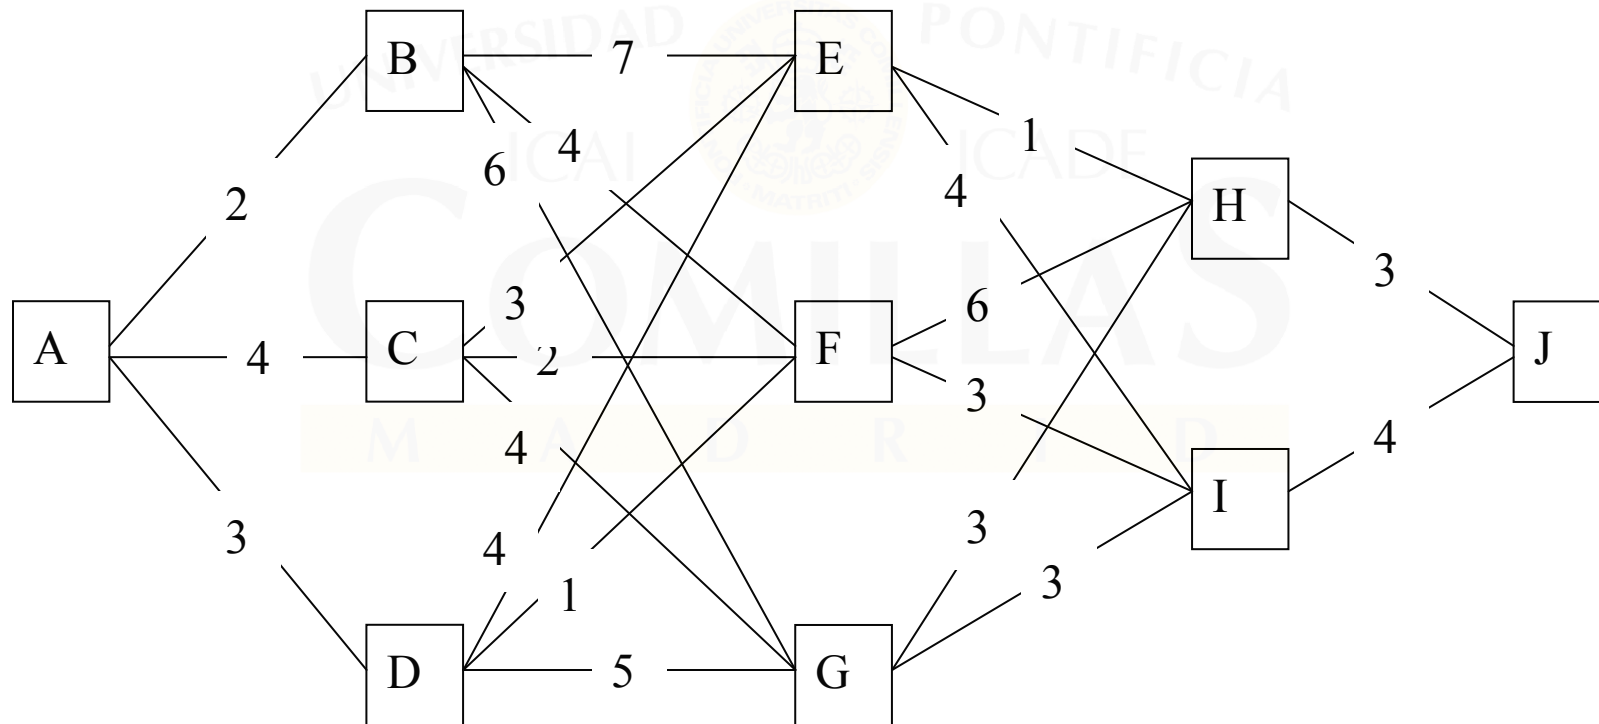 UNIVERSIDAD PONTIFICIA
ICAI ICADE
COMILLAS
M A D R I D
B 7 E
4 1
6 4
2 H
3 6 3
A 4 C 2 F J
3
4 4
I
3 4 3
1 3
D 5 G